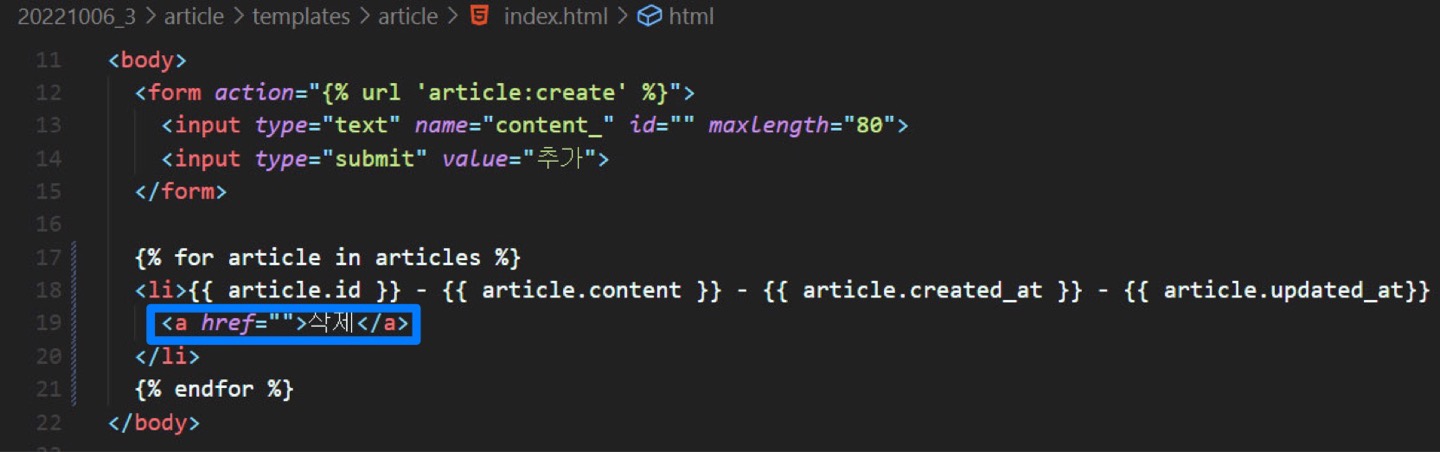 20221006_3 > article > templates > article > index.html > html
11 <body>
12 <form action="{% url 'article:create' %}">
13 <input type="text" name="content_" id="" maxlength="80">
14 <input type="submit" value="추가">
15 </form>
16
17 {% for article in articles %}
18 <li>{{ article.id }} - {{ article.content }} - {{ article.created_at }} - {{ article.updated_at}}
19 <a href="">삭제</a>
20 </li>
21 {% endfor %}
22 </body>